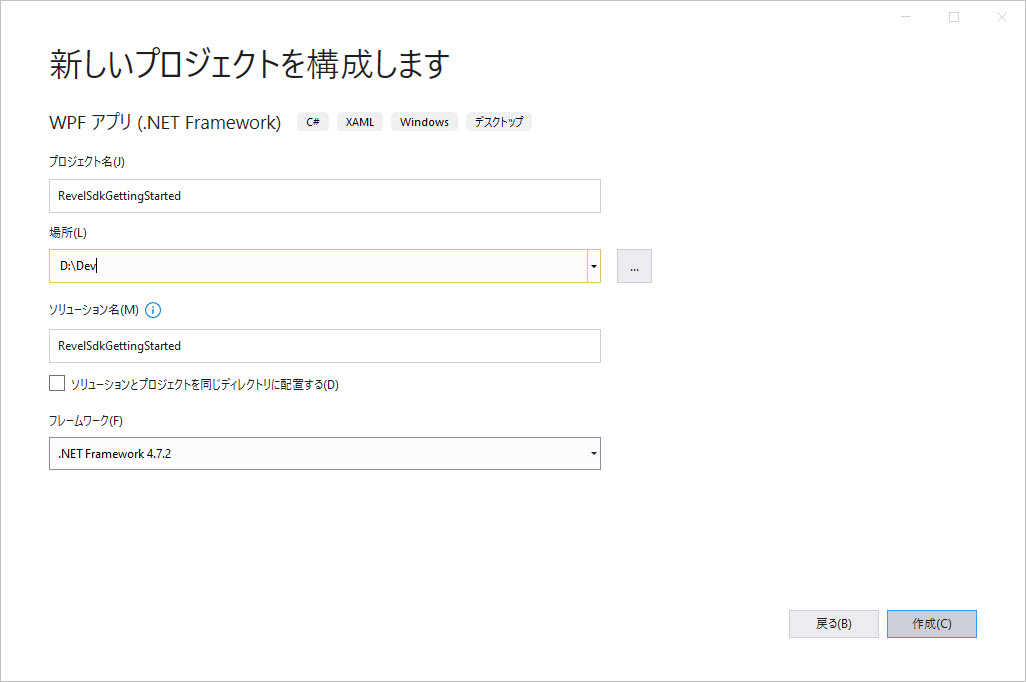 新しいプロジェクトを構成します
WPF アプリ (.NET Framework) C# XAML Windows デスクトップ
プロジェクト名(J)
RevelSdkGettingStarted
場所(L)
D:\Dev
...
ソリューション名(M)
RevelSdkGettingStarted
ソリューションとプロジェクトを同じディレクトリに配置する(D)
フレームワーク(F)
.NET Framework 4.7.2
戻る(B) 作成(C)